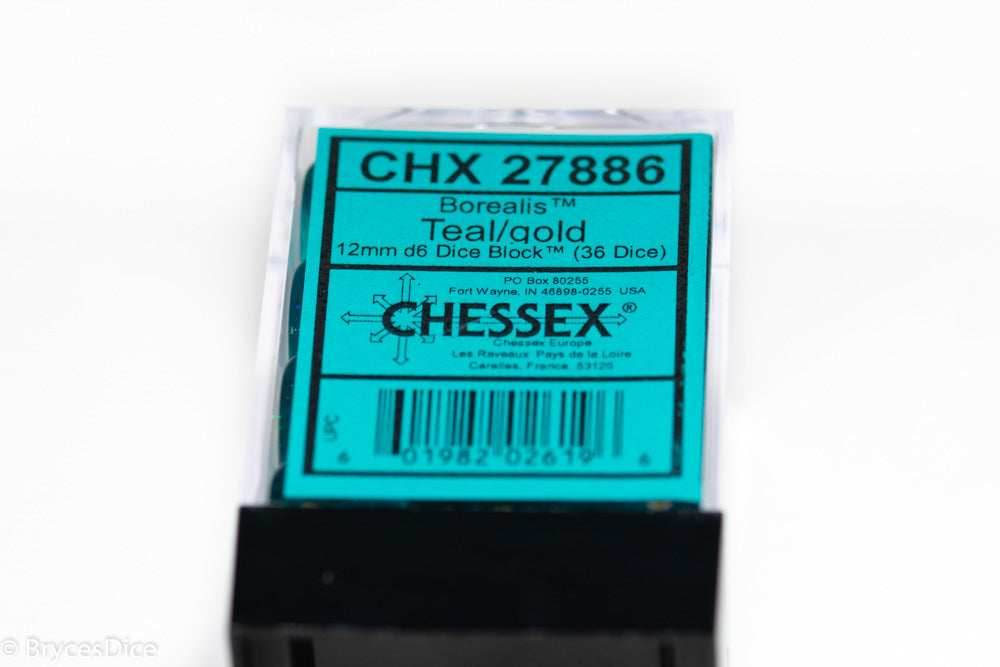 CHX 27886
Borealis™
Teal/gold
12mm d6 Dice Block™ (36 Dice)
PO Box 80255
Fort Wayne, IN 46898-0255 USA
CHESSEX®
Chessex Europe
Les Reveaux Pays de la Loire
Carelles, France, 53120
UPC
6 01982 02619 6
© BrycesDice